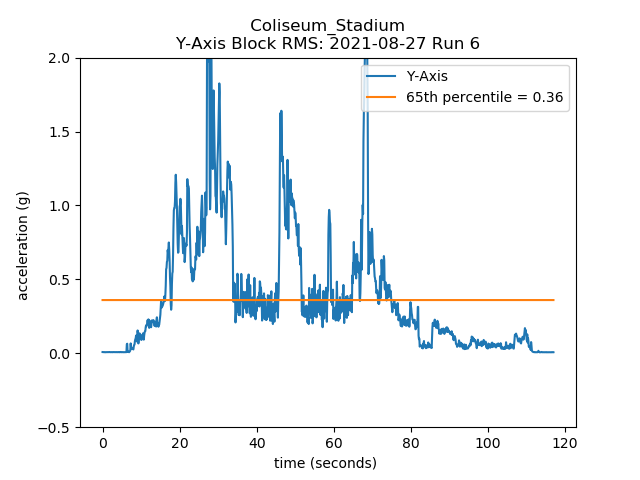 Coliseum_Stadium
Y-Axis Block RMS: 2021-08-27 Run 6
Y-Axis
65th percentile = 0.36
2.0
1.5
1.0
0.5
0.0
−0.5
acceleration (g)
0 20 40 60 80 100 120
time (seconds)